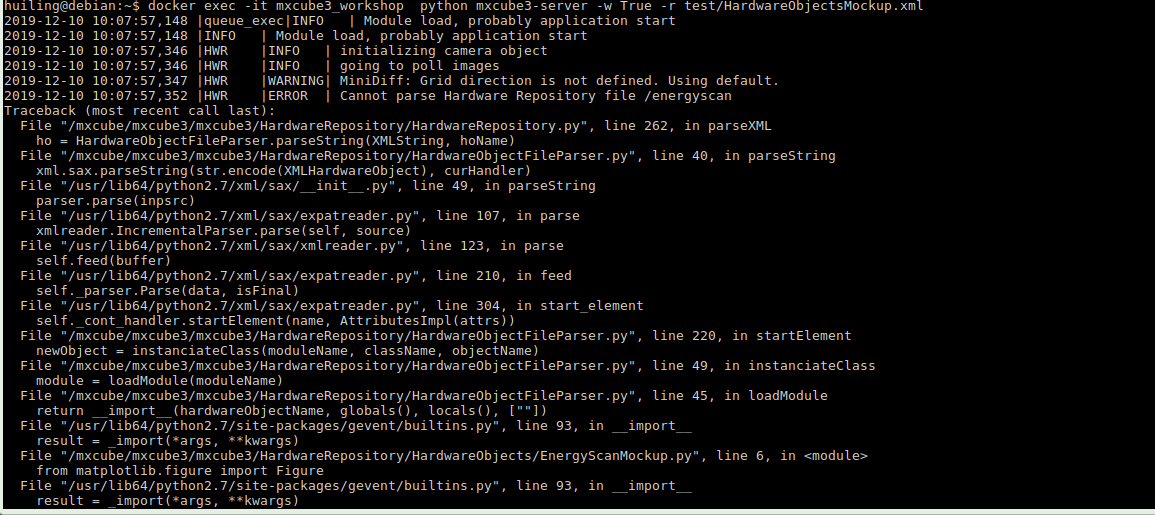 huiling@debian:~$ docker exec -it mxcube3_workshop  python mxcube3-server -w True -r test/HardwareObjectsMockup.xml
2019-12-10 10:07:57,148 |queue_exec|INFO   | Module load, probably application start
2019-12-10 10:07:57,148 |INFO   | Module load, probably application start
2019-12-10 10:07:57,346 |HWR    |INFO   | initializing camera object
2019-12-10 10:07:57,346 |HWR    |INFO   | going to poll images
2019-12-10 10:07:57,347 |HWR    |WARNING| MiniDiff: Grid direction is not defined. Using default.
2019-12-10 10:07:57,352 |HWR    |ERROR  | Cannot parse Hardware Repository file /energyscan
Traceback (most recent call last):
  File "/mxcube/mxcube3/mxcube3/HardwareRepository/HardwareRepository.py", line 262, in parseXML
    ho = HardwareObjectFileParser.parseString(XMLString, hoName)
  File "/mxcube/mxcube3/mxcube3/HardwareRepository/HardwareObjectFileParser.py", line 40, in parseString
    xml.sax.parseString(str.encode(XMLHardwareObject), curHandler)
  File "/usr/lib64/python2.7/xml/sax/__init__.py", line 49, in parseString
    parser.parse(inpsrc)
  File "/usr/lib64/python2.7/xml/sax/expatreader.py", line 107, in parse
    xmlreader.IncrementalParser.parse(self, source)
  File "/usr/lib64/python2.7/xml/sax/xmlreader.py", line 123, in parse
    self.feed(buffer)
  File "/usr/lib64/python2.7/xml/sax/expatreader.py", line 210, in feed
    self._parser.Parse(data, isFinal)
  File "/usr/lib64/python2.7/xml/sax/expatreader.py", line 304, in start_element
    self._cont_handler.startElement(name, AttributesImpl(attrs))
  File "/mxcube/mxcube3/mxcube3/HardwareRepository/HardwareObjectFileParser.py", line 220, in startElement
    newObject = instanciateClass(moduleName, className, objectName)
  File "/mxcube/mxcube3/mxcube3/HardwareRepository/HardwareObjectFileParser.py", line 49, in instanciateClass
    module = loadModule(moduleName)
  File "/mxcube/mxcube3/mxcube3/HardwareRepository/HardwareObjectFileParser.py", line 45, in loadModule
    return __import__(hardwareObjectName, globals(), locals(), [""])
  File "/usr/lib64/python2.7/site-packages/gevent/builtins.py", line 93, in __import__
    result = _import(*args, **kwargs)
  File "/mxcube/mxcube3/mxcube3/HardwareRepository/HardwareObjects/EnergyScanMockup.py", line 6, in <module>
    from matplotlib.figure import Figure
  File "/usr/lib64/python2.7/site-packages/gevent/builtins.py", line 93, in __import__
    result = _import(*args, **kwargs)